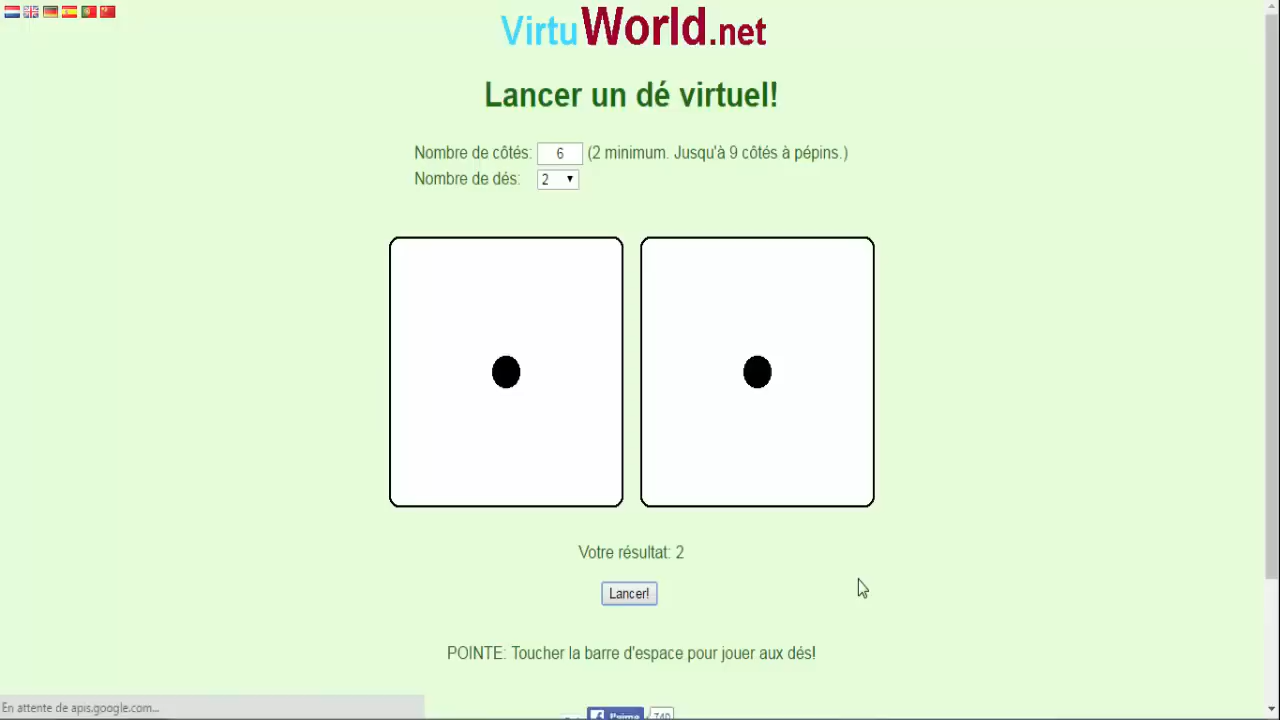 VirtuWorld.net
Lancer un dé virtuel!
Nombre de côtés: 6 (2 minimum. Jusqu'à 9 côtés à pépins.)
Nombre de dés: 2
Votre résultat: 2
Lancer!
POINTE: Toucher la barre d'espace pour jouer aux dés!
En attente de apis.google.com...
J'aime 740